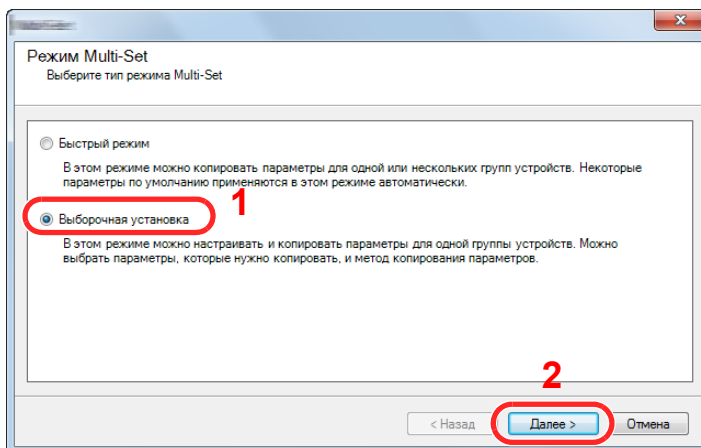 Режим Multi-Set
Выберите тип режима Multi-Set
Быстрый режим
В этом режиме можно копировать параметры для одной или нескольких групп устройств. Некоторые
параметры по умолчанию применяются в этом режиме автоматически.
1
Выборочная установка
В этом режиме можно настраивать и копировать параметры для одной группы устройств. Можно
выбрать параметры, которые нужно копировать, и метод копирования параметров.
2
< Назад
Далее >
Отмена